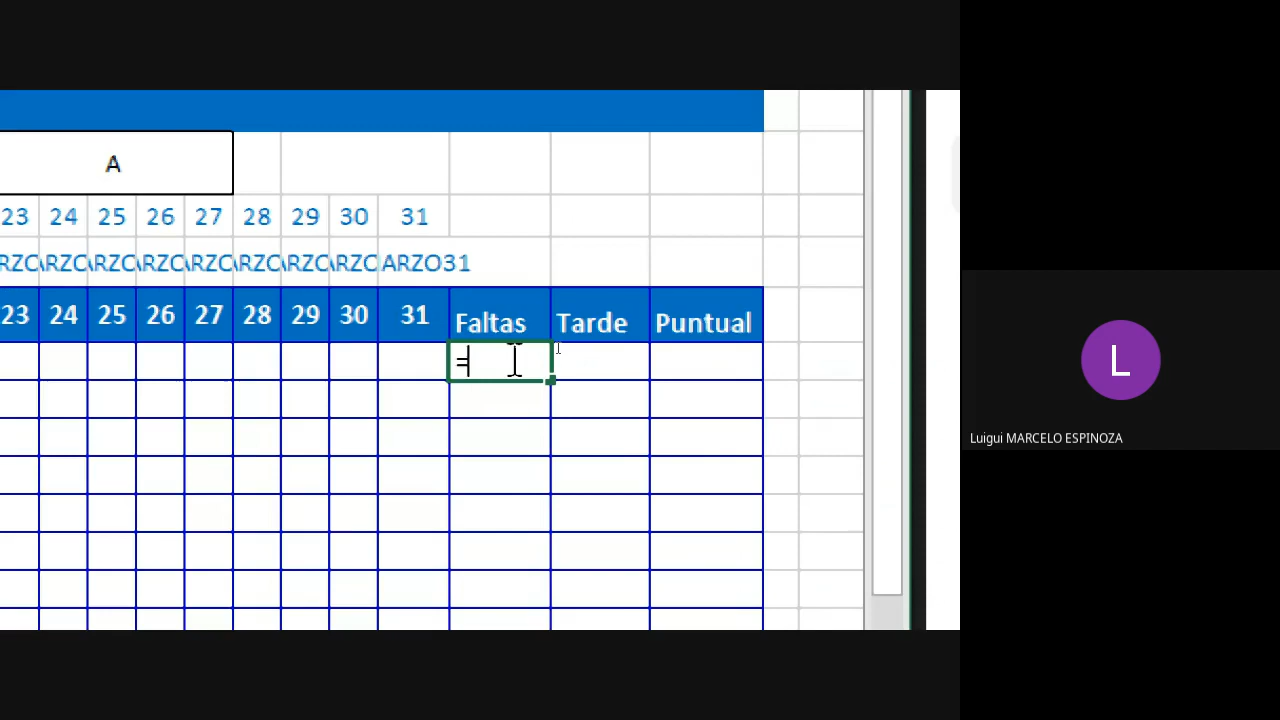 A
23 24 25 26 27 28 29 30 31
ARZO31
23 24 25 26 27 28 29 30 31 Faltas Tarde Puntual
=
L
Luigui MARCELO ESPINOZA